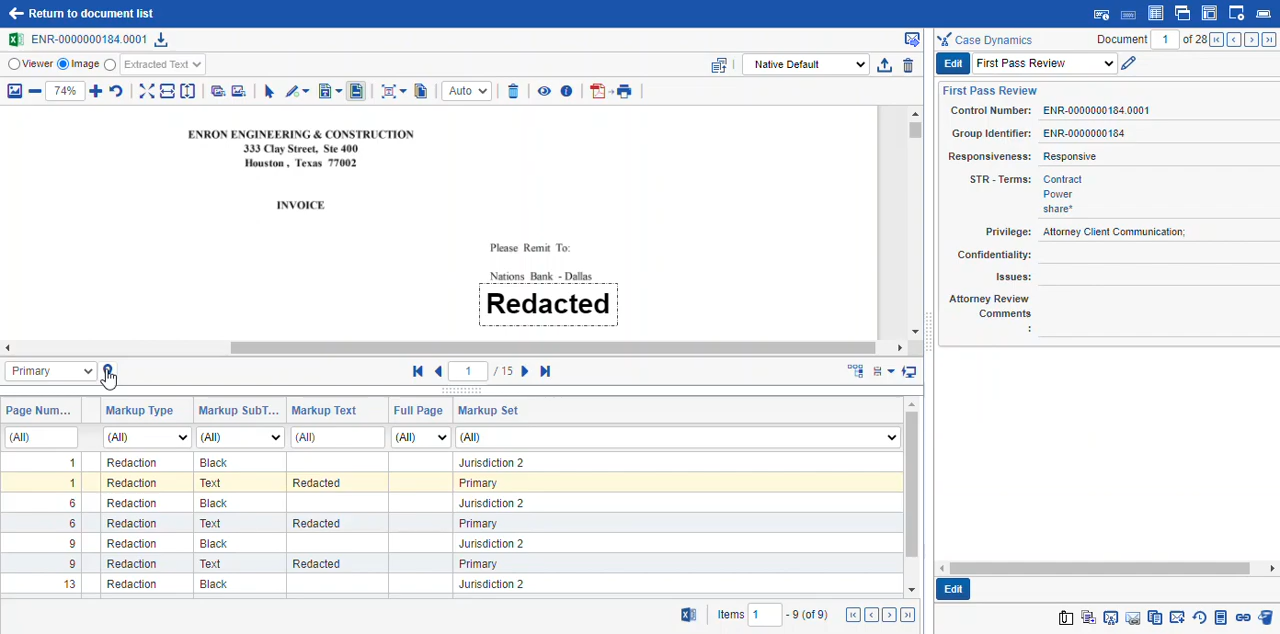 Return to document list
ENR-0000000184.0001
Case Dynamics Document 1 of 28
Viewer Image Extracted Text Native Default
Edit First Pass Review
74% Auto
First Pass Review
Control Number: ENR-0000000184.0001
Group Identifier: ENR-0000000184
Responsiveness: Responsive
STR - Terms: Contract
Power
share*
Privilege: Attorney Client Communication;
Confidentiality:
Issues:
Attorney Review
Comments
:
ENRON ENGINEERING & CONSTRUCTION
333 Clay Street, Ste 400
Houston , Texas 77002
INVOICE
Please Remit To:
Nations Bank - Dallas
Redacted
Primary 1 / 15
Page Num... Markup Type Markup SubT... Markup Text Full Page Markup Set
(All) (All) (All) (All) (All) (All)
1 Redaction Black Jurisdiction 2
1 Redaction Text Redacted Primary
6 Redaction Black Jurisdiction 2
6 Redaction Text Redacted Primary
9 Redaction Black Jurisdiction 2
9 Redaction Text Redacted Primary
13 Redaction Black Jurisdiction 2
Items 1 - 9 (of 9)
Edit